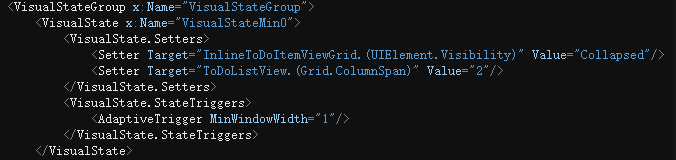 <VisualStateGroup x:Name="VisualStateGroup">
<VisualState x:Name="VisualStateMin0">
<VisualState.Setters>
<Setter Target="InlineToDoItemViewGrid.(UIElement.Visibility)" Value="Collapsed"/>
<Setter Target="ToDoListView.(Grid.ColumnSpan)" Value="2"/>
</VisualState.Setters>
<VisualState.StateTriggers>
<AdaptiveTrigger MinWindowWidth="1"/>
</VisualState.StateTriggers>
</VisualState>